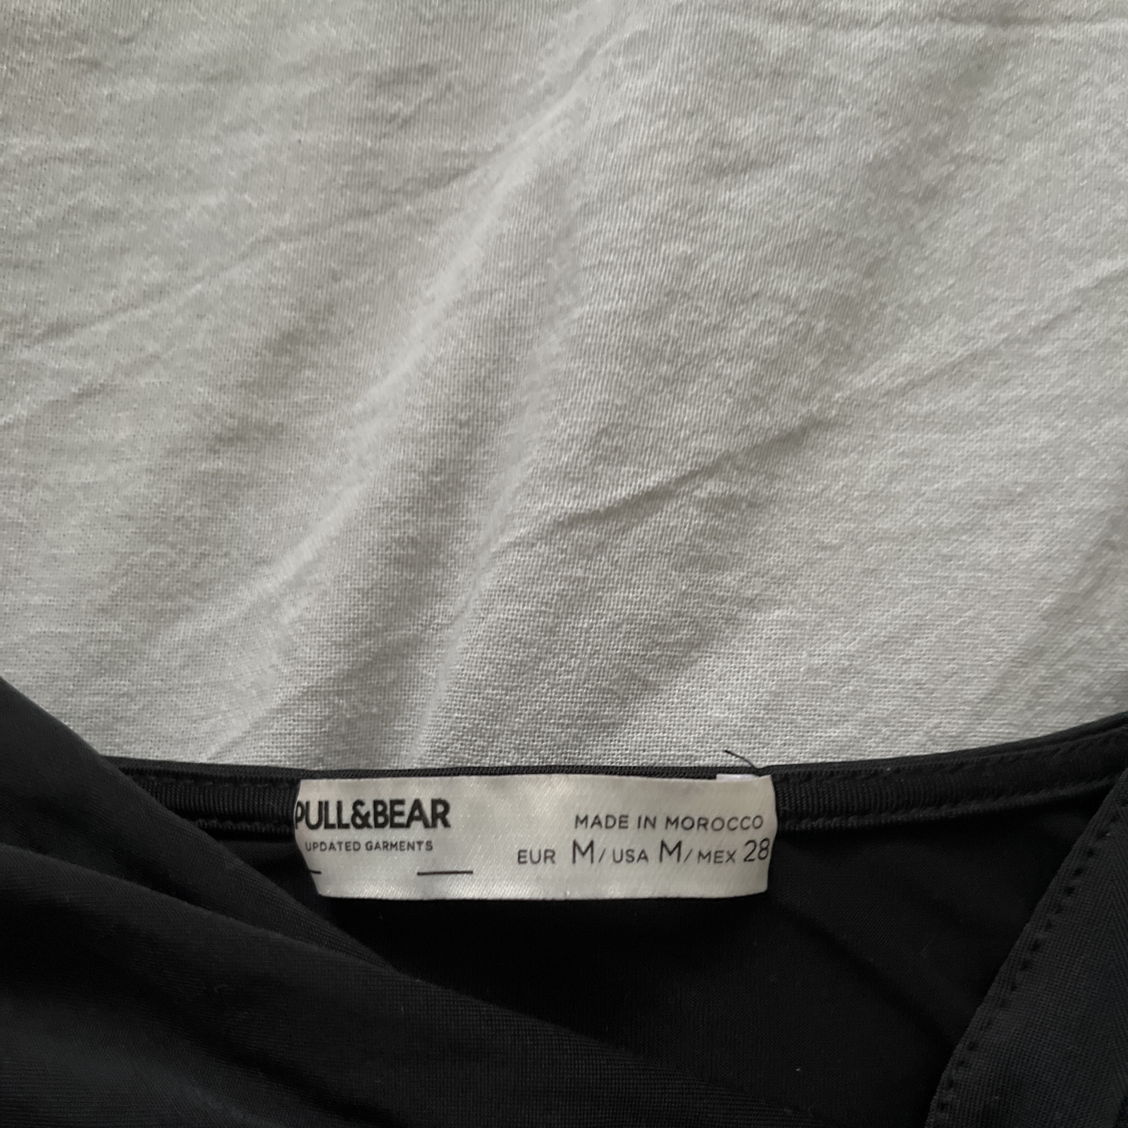 PULL&BEAR
UPDATED GARMENTS
MADE IN MOROCCO
EUR M/USA M/MEX 28